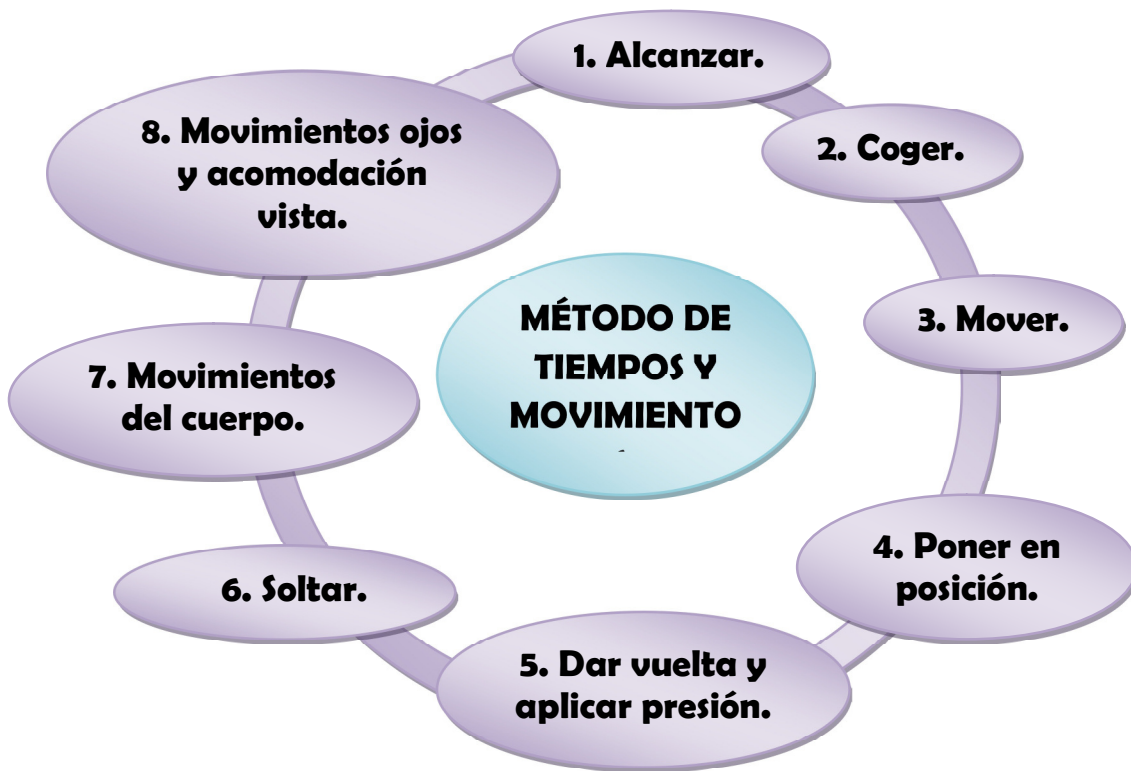 1. Alcanzar.
2. Coger.
3. Mover.
4. Poner en
posición.
5. Dar vuelta y
aplicar presión.
6. Soltar.
7. Movimientos
del cuerpo.
8. Movimientos ojos
y acomodación
vista.
MÉTODO DE
TIEMPOS Y
MOVIMIENTO